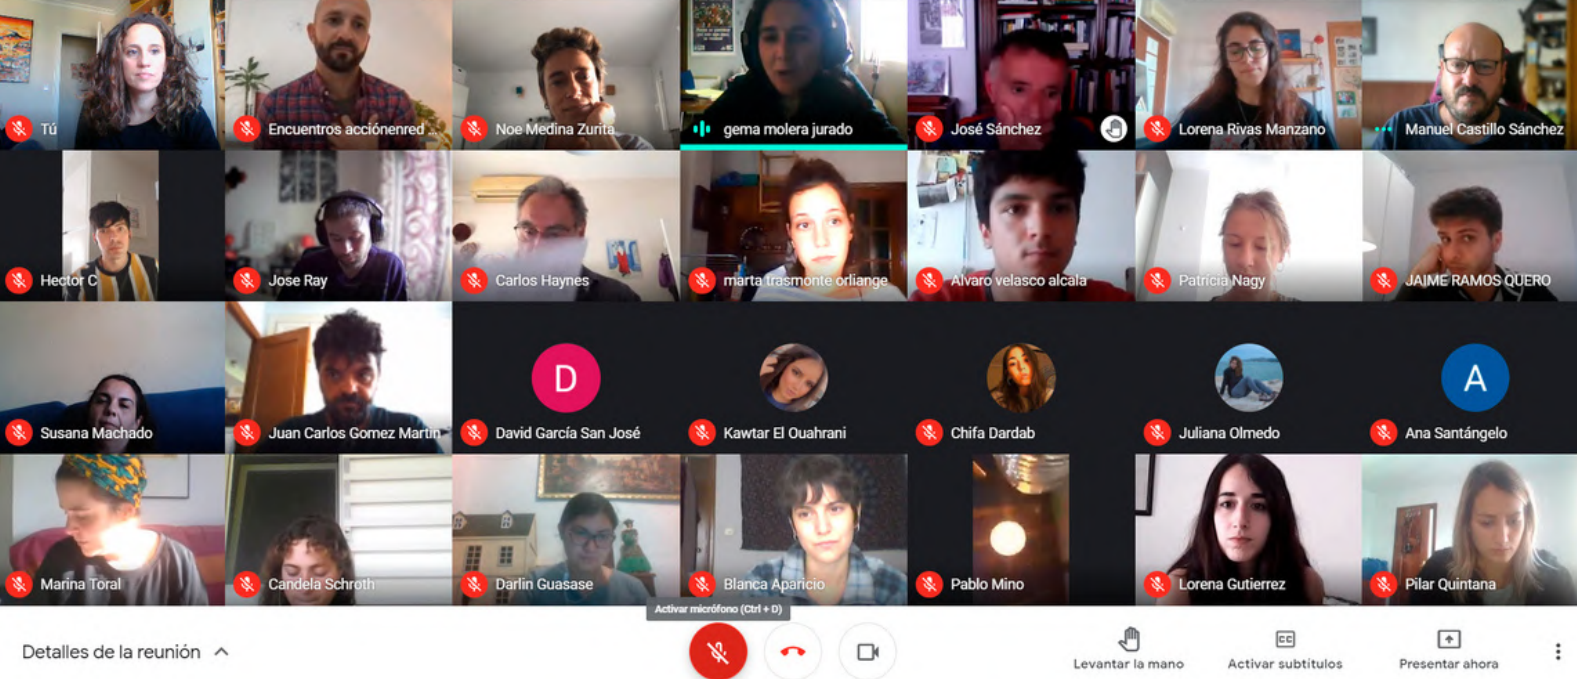 Tú
Encuentros acciónenred ...
Noe Medina Zurita
gema molera jurado
José Sánchez
Lorena Rivas Manzano
Manuel Castillo Sánchez
Hector C
Jose Ray
Carlos Haynes
marta trasmonte orliange
Alvaro velasco alcala
Patricia Nagy
JAIME RAMOS QUERO
Susana Machado
Juan Carlos Gomez Martin
D
David García San José
Kawtar El Ouahrani
Chifa Dardab
Juliana Olmedo
A
Ana Santángelo
Marina Toral
Candela Schroth
Darlin Guasase
Blanca Aparicio
Pablo Mino
Lorena Gutierrez
Pilar Quintana
Activar micrófono (Ctrl + D)
Detalles de la reunión
Levantar la mano
CC
Activar subtítulos
Presentar ahora